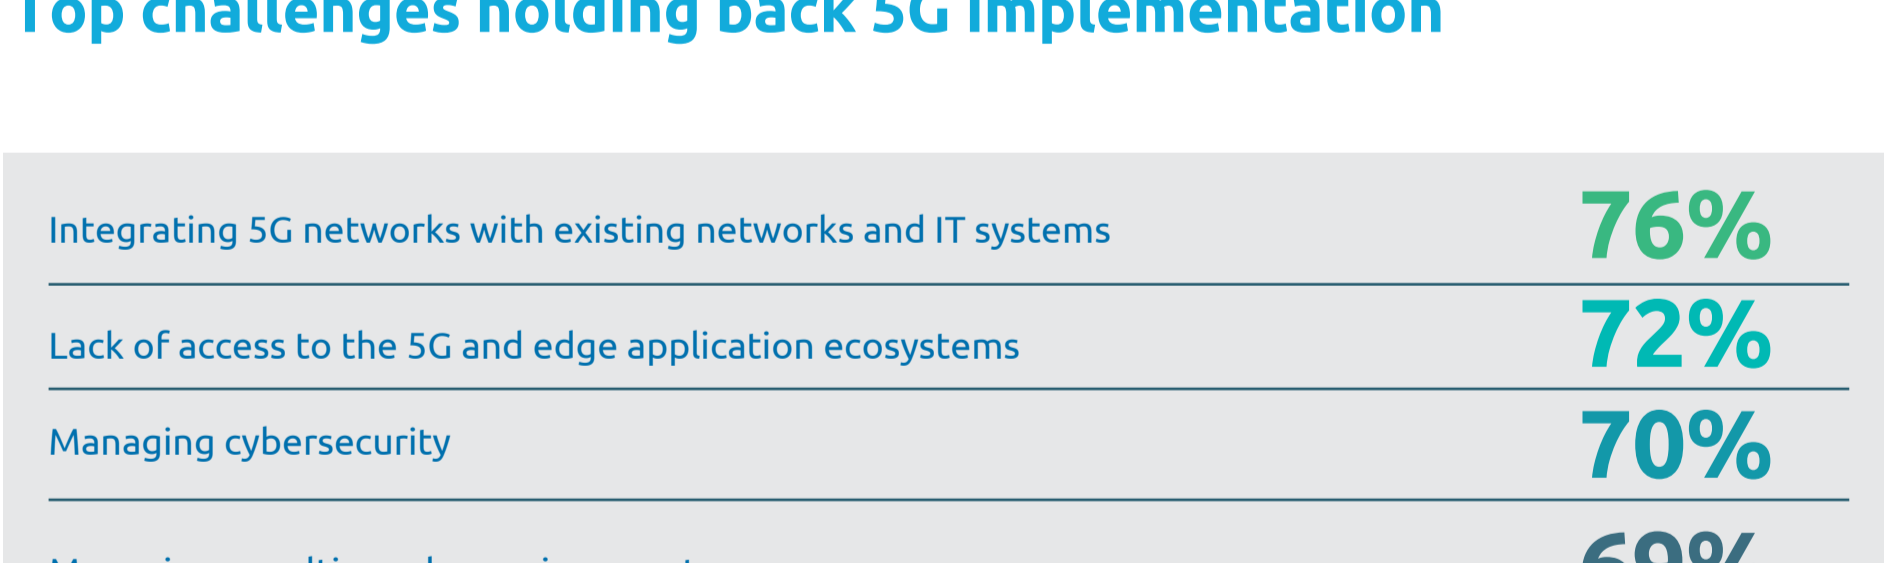 Top challenges holding back 5G implementation
Integrating 5G networks with existing networks and IT systems 76%
Lack of access to the 5G and edge application ecosystems 72%
Managing cybersecurity 70%
69%